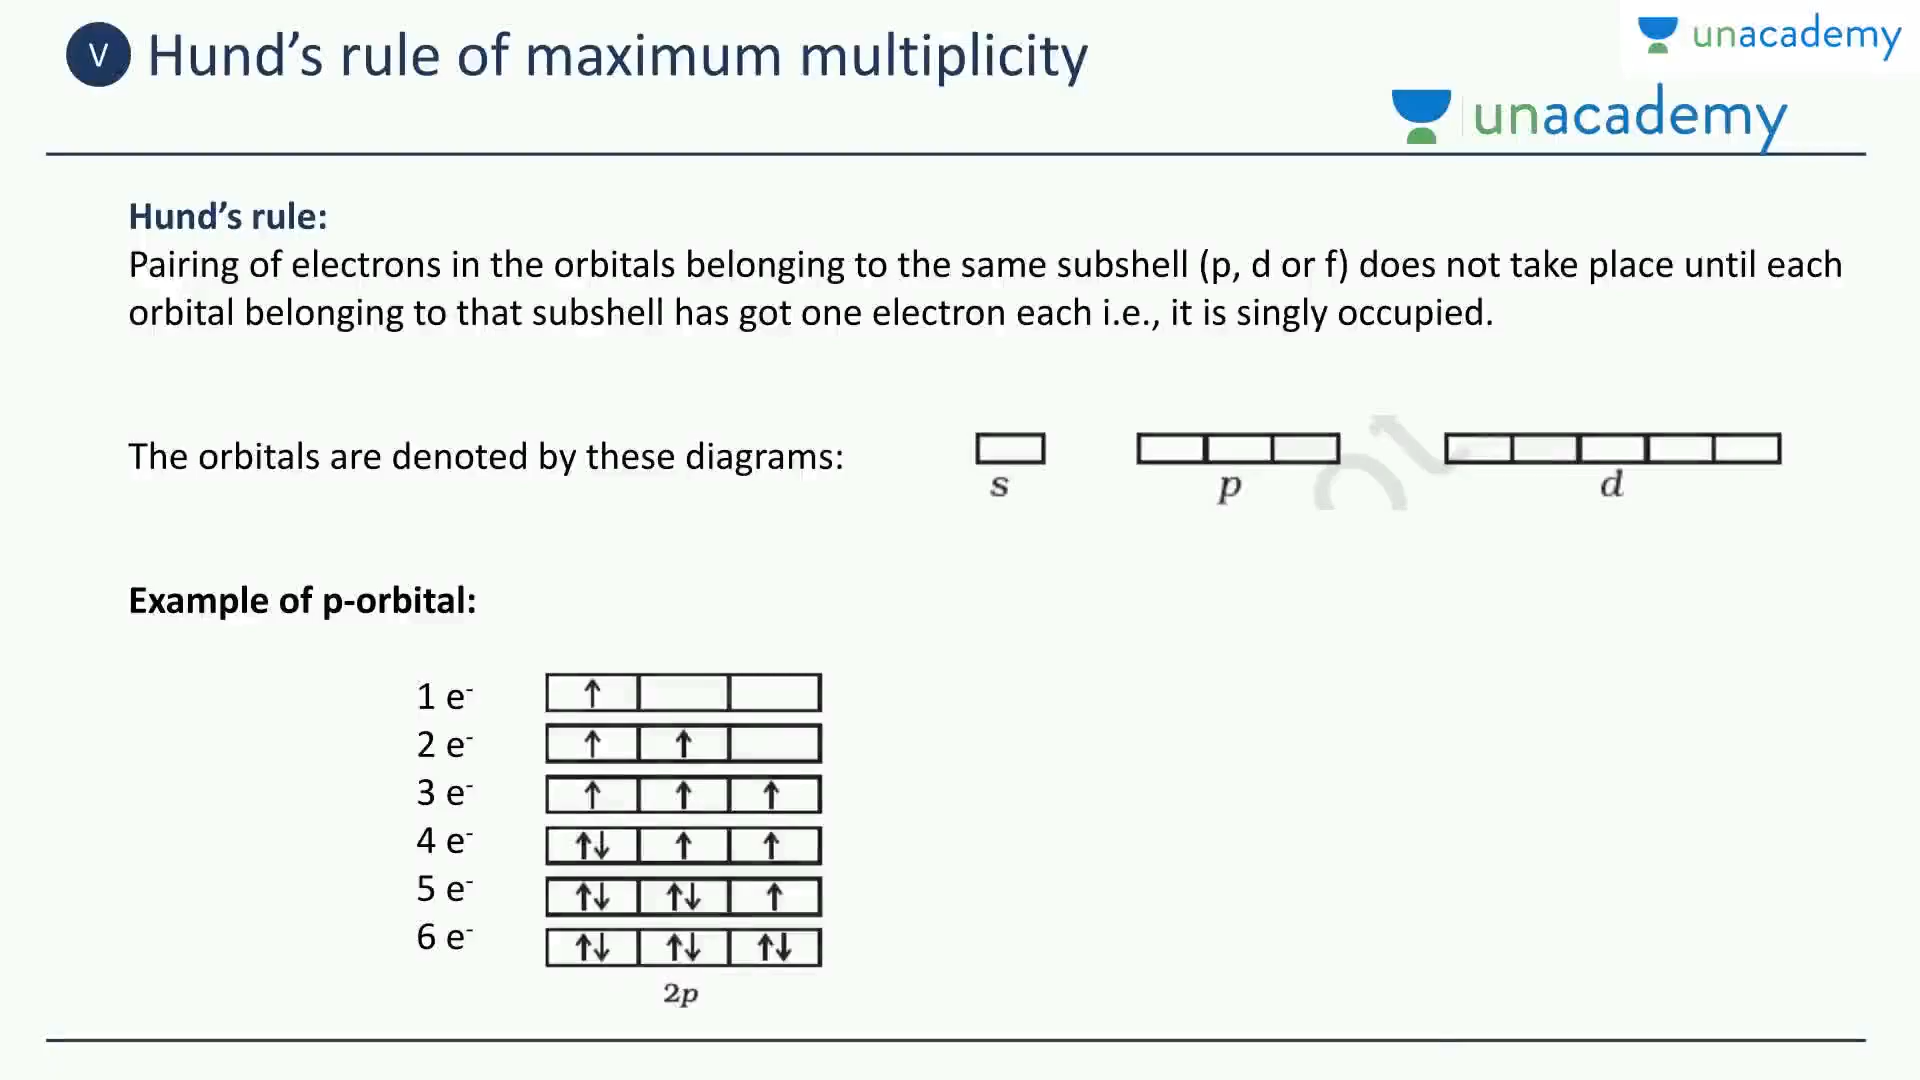 V Hund’s rule of maximum multiplicity
unacademy
unacademy
Hund’s rule:
Pairing of electrons in the orbitals belonging to the same subshell (p, d or f) does not take place until each
orbital belonging to that subshell has got one electron each i.e., it is singly occupied.
The orbitals are denoted by these diagrams:
s p d
Example of p-orbital:
1 e⁻ ↑
2 e⁻ ↑ ↑
3 e⁻ ↑ ↑ ↑
4 e⁻ ↑↓ ↑ ↑
5 e⁻ ↑↓ ↑↓ ↑
6 e⁻ ↑↓ ↑↓ ↑↓
2p